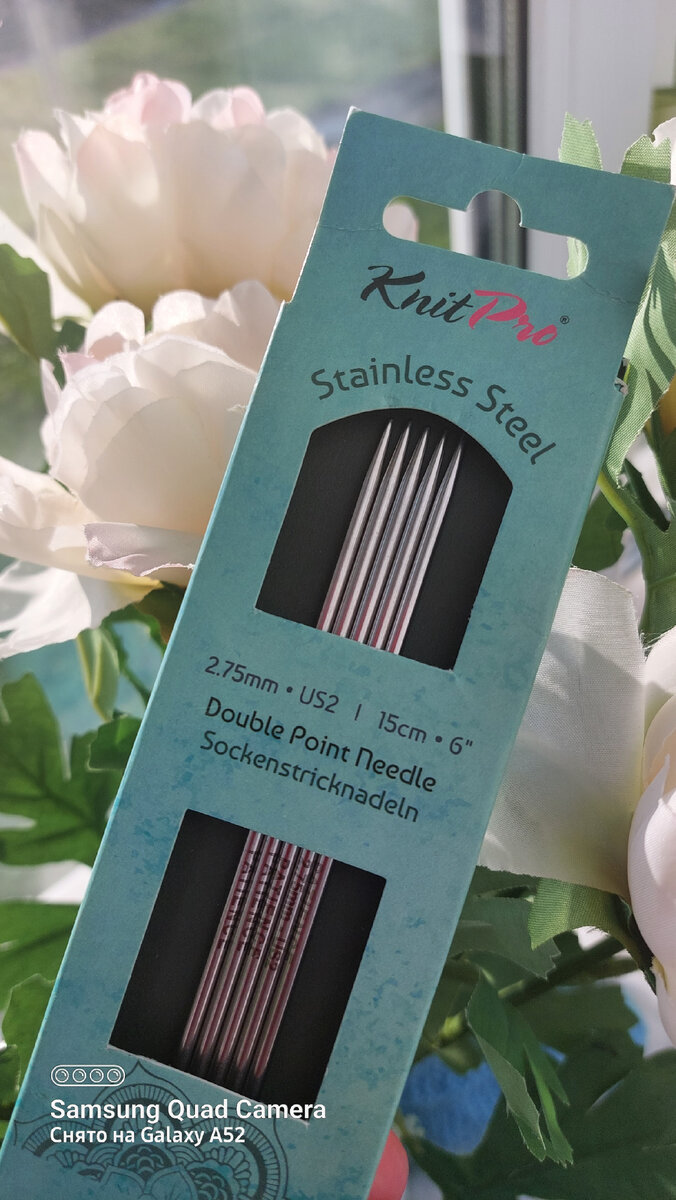 KnitPro®
Stainless Steel
2.75mm • US2 | 15cm • 6"
Double Point Needle
Sockenstricknadeln
Samsung Quad Camera
Снято на Galaxy A52